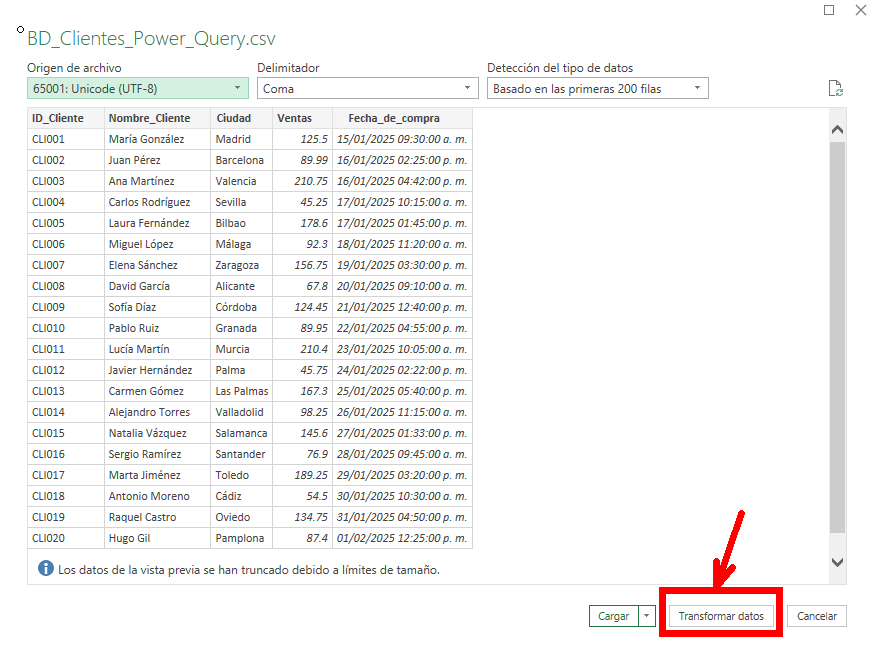 BD_Clientes_Power_Query.csv
Origen de archivo Delimitador Detección del tipo de datos
65001: Unicode (UTF-8) Coma Basado en las primeras 200 filas
ID_Cliente Nombre_Cliente Ciudad Ventas Fecha_de_compra
CLI001 María González Madrid 125.5 15/01/2025 09:30:00 a. m.
CLI002 Juan Pérez Barcelona 89.99 16/01/2025 02:25:00 p. m.
CLI003 Ana Martínez Valencia 210.75 16/01/2025 04:42:00 p. m.
CLI004 Carlos Rodríguez Sevilla 45.25 17/01/2025 10:15:00 a. m.
CLI005 Laura Fernández Bilbao 178.6 17/01/2025 01:45:00 p. m.
CLI006 Miguel López Málaga 92.3 18/01/2025 11:20:00 a. m.
CLI007 Elena Sánchez Zaragoza 156.75 19/01/2025 03:30:00 p. m.
CLI008 David García Alicante 67.8 20/01/2025 09:10:00 a. m.
CLI009 Sofía Díaz Córdoba 124.45 21/01/2025 12:40:00 p. m.
CLI010 Pablo Ruiz Granada 89.95 22/01/2025 04:55:00 p. m.
CLI011 Lucía Martín Murcia 210.4 23/01/2025 10:05:00 a. m.
CLI012 Javier Hernández Palma 45.75 24/01/2025 02:22:00 p. m.
CLI013 Carmen Gómez Las Palmas 167.3 25/01/2025 05:40:00 p. m.
CLI014 Alejandro Torres Valladolid 98.25 26/01/2025 11:15:00 a. m.
CLI015 Natalia Vázquez Salamanca 145.6 27/01/2025 01:33:00 p. m.
CLI016 Sergio Ramírez Santander 76.9 28/01/2025 09:45:00 a. m.
CLI017 Marta Jiménez Toledo 189.25 29/01/2025 03:20:00 p. m.
CLI018 Antonio Moreno Cádiz 54.5 30/01/2025 10:30:00 a. m.
CLI019 Raquel Castro Oviedo 134.75 31/01/2025 04:50:00 p. m.
CLI020 Hugo Gil Pamplona 87.4 01/02/2025 12:25:00 p. m.
Los datos de la vista previa se han truncado debido a límites de tamaño.
Cargar Transformar datos Cancelar